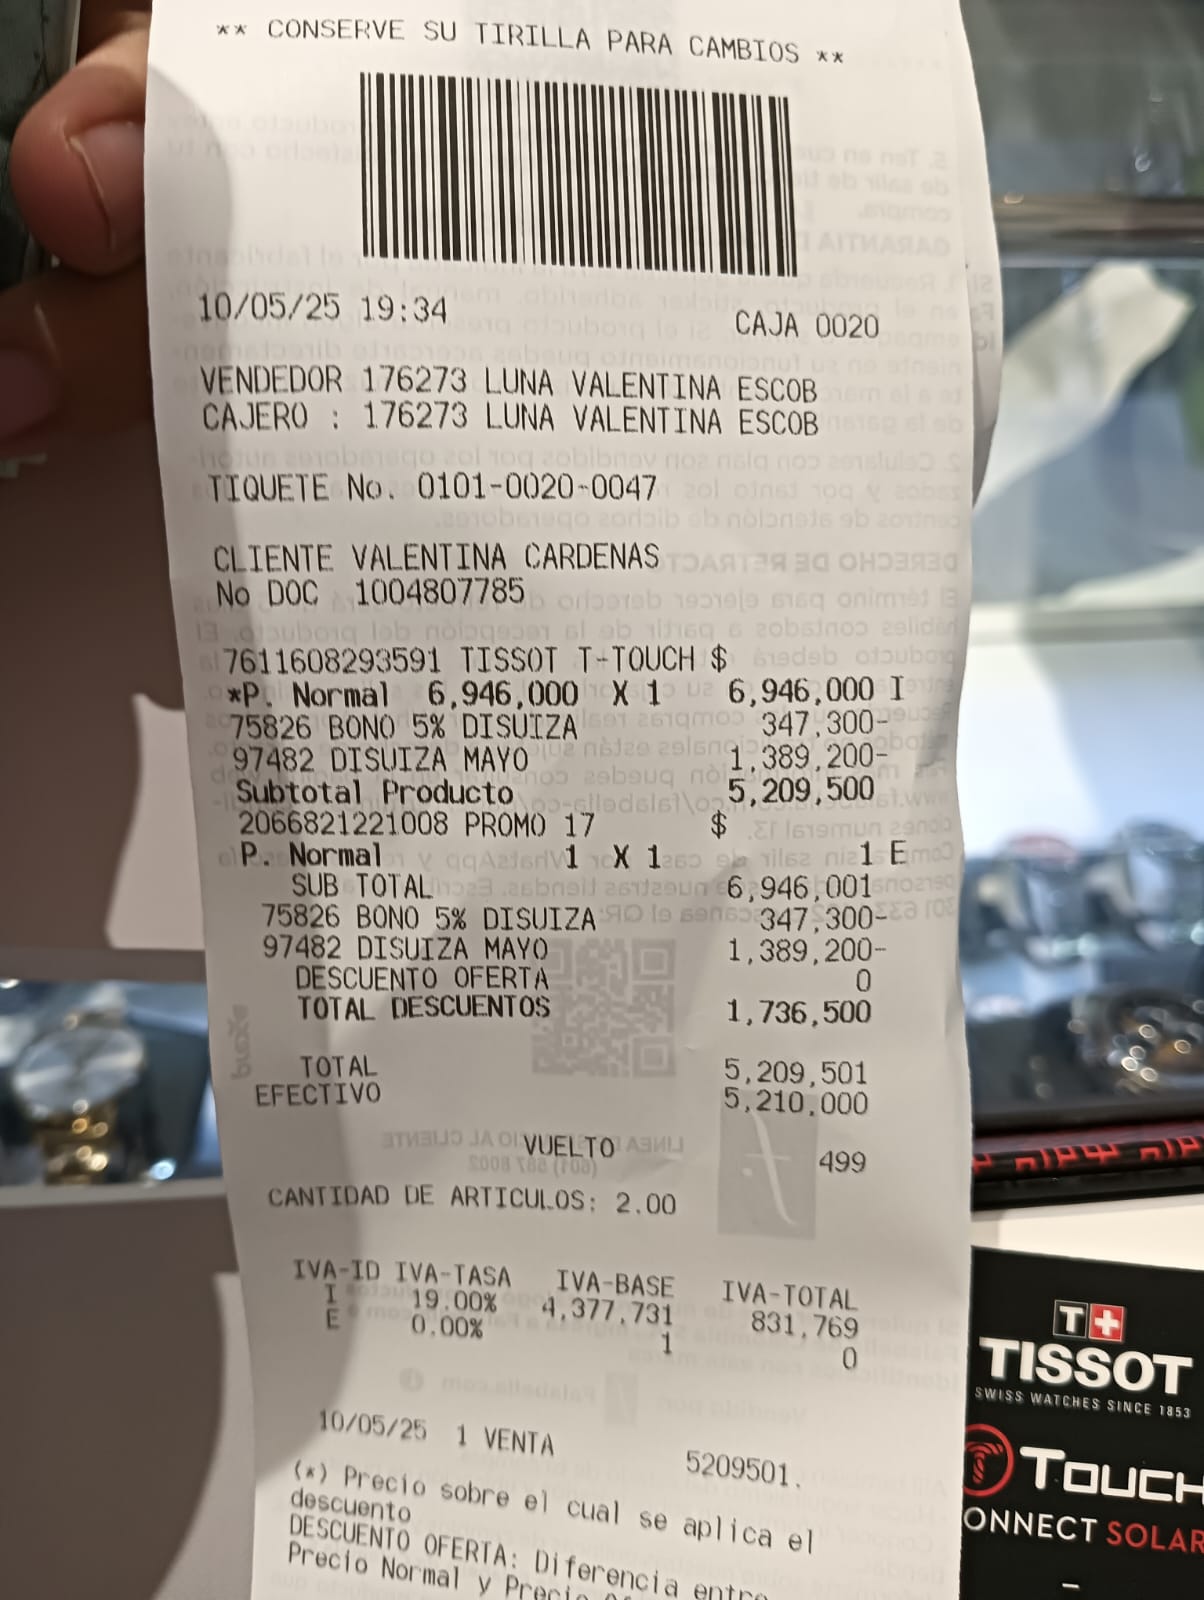 ** CONSERVE SU TIRILLA PARA CAMBIOS **
10/05/25 19:34 CAJA 0020
VENDEDOR 176273 LUNA VALENTINA ESCOB
CAJERO : 176273 LUNA VALENTINA ESCOB
TIQUETE No. 0101-0020-0047
CLIENTE VALENTINA CARDENAS
No DOC 1004807785
7611608293591 TISSOT T-TOUCH $
*P. Normal 6,946,000 X 1 6,946,000 I
75826 BONO 5% DISUIZA 347,300-
97482 DISUIZA MAYO 1,389,200-
Subtotal Producto 5,209,500
2066821221008 PROMO 17 $
P. Normal 1 X 1 1 E
SUB TOTAL 6,946,001
75826 BONO 5% DISUIZA 347,300-
97482 DISUIZA MAYO 1,389,200-
DESCUENTO OFERTA 0
TOTAL DESCUENTOS 1,736,500
TOTAL 5,209,501
EFECTIVO 5,210,000
VUELTO 499
CANTIDAD DE ARTICULOS: 2.00
IVA-ID IVA-TASA IVA-BASE IVA-TOTAL
I 19.00% 4,377,731 831,769
E 0.00% 1 0
10/05/25 1 VENTA 5209501.
(*) Precio sobre el cual se aplica el
descuento
DESCUENTO OFERTA: Diferencia entre
Precio Normal y Precio
TISSOT
SWISS WATCHES SINCE 1853
TOUCH
ONNECT SOLAR